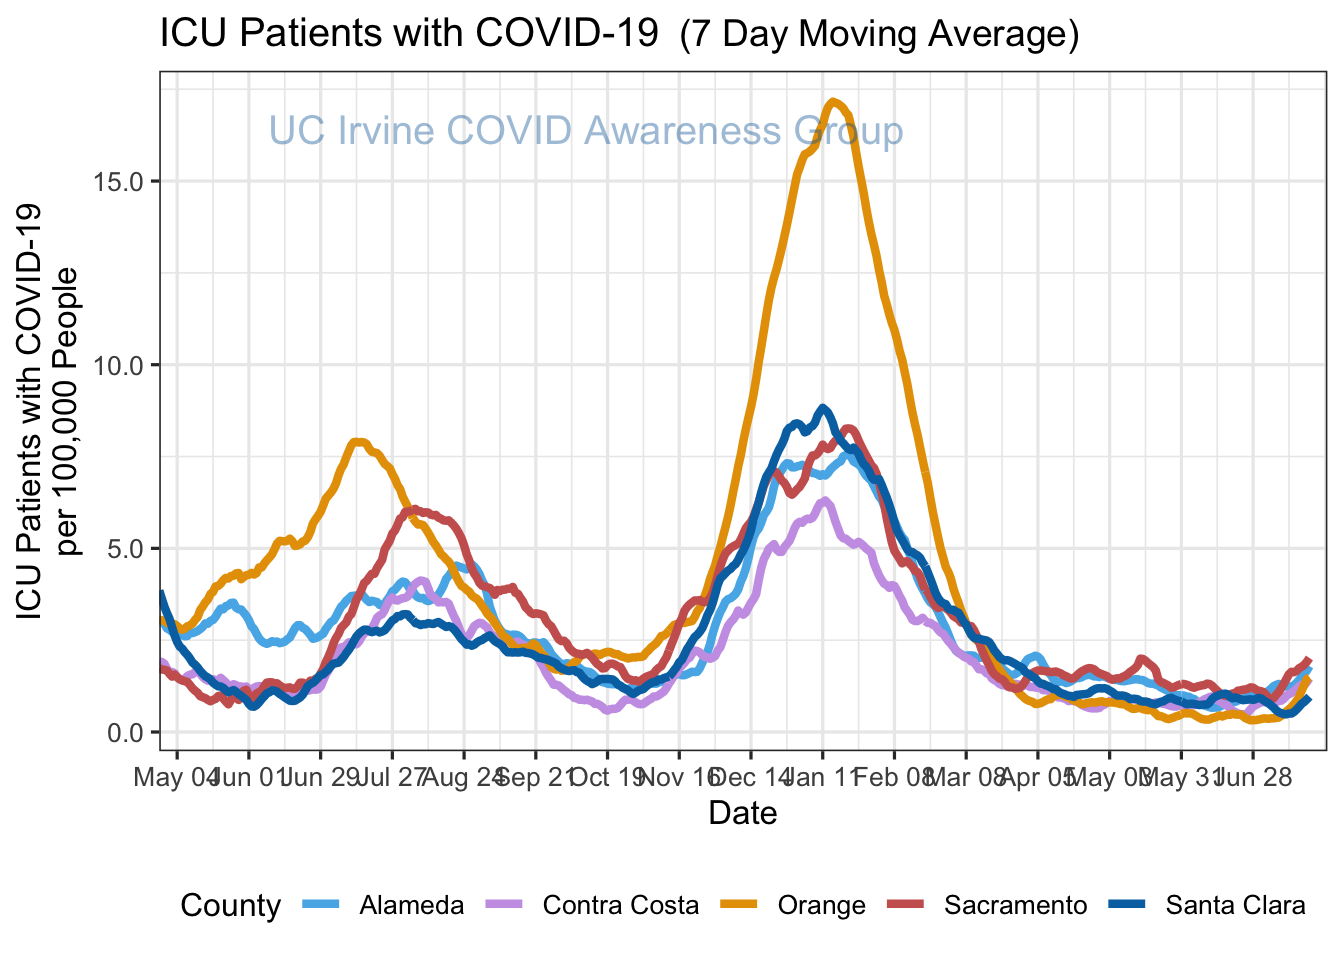 ICU Patients with COVID-19 (7 Day Moving Average)
UC Irvine COVID Awareness Group
ICU Patients with COVID-19
per 100,000 People
15.0
10.0
5.0
0.0
May 04 Jun 01 Jun 29 Jul 27 Aug 24 Sep 21 Oct 19 Nov 16 Dec 14 Jan 11 Feb 08 Mar 08 Apr 05 May 03 May 31 Jun 28
Date
County Alameda Contra Costa Orange Sacramento Santa Clara